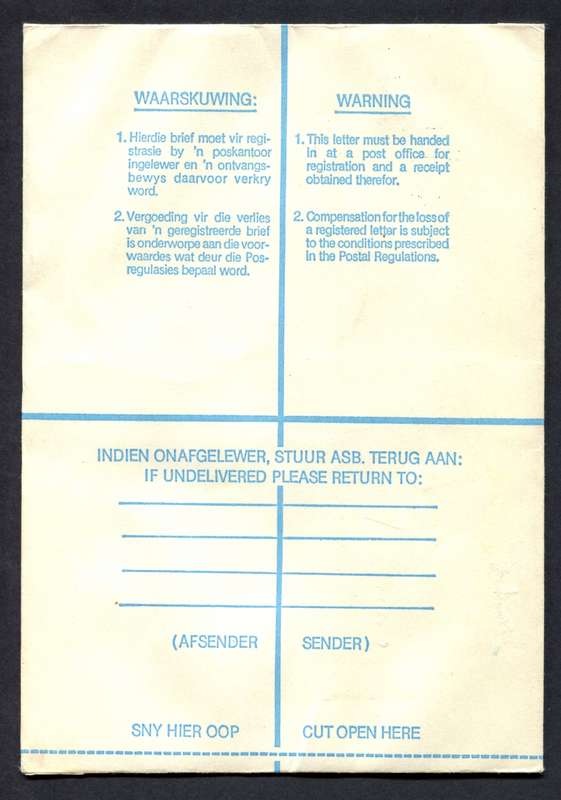 WAARSKUWING:
1. Hierdie brief moet vir regi-
strasie by 'n poskantoor
ingelewer en 'n ontvangs-
bewys daarvoor verkry
word.
2. Vergoeding vir die verlies
van 'n geregistreerde brief
is onderworpe aan die voor-
waardes wat deur die Pos-
regulasies bepaal word.
WARNING
1. This letter must be handed
in at a post office for
registration and a receipt
obtained therefor.
2. Compensation for the loss of
a registered letter is subject
to the conditions prescribed
in the Postal Regulations.
INDIEN ONAFGELEWER, STUUR ASB. TERUG AAN:
IF UNDELIVERED PLEASE RETURN TO:
(AFSENDER SENDER)
SNY HIER OOP CUT OPEN HERE